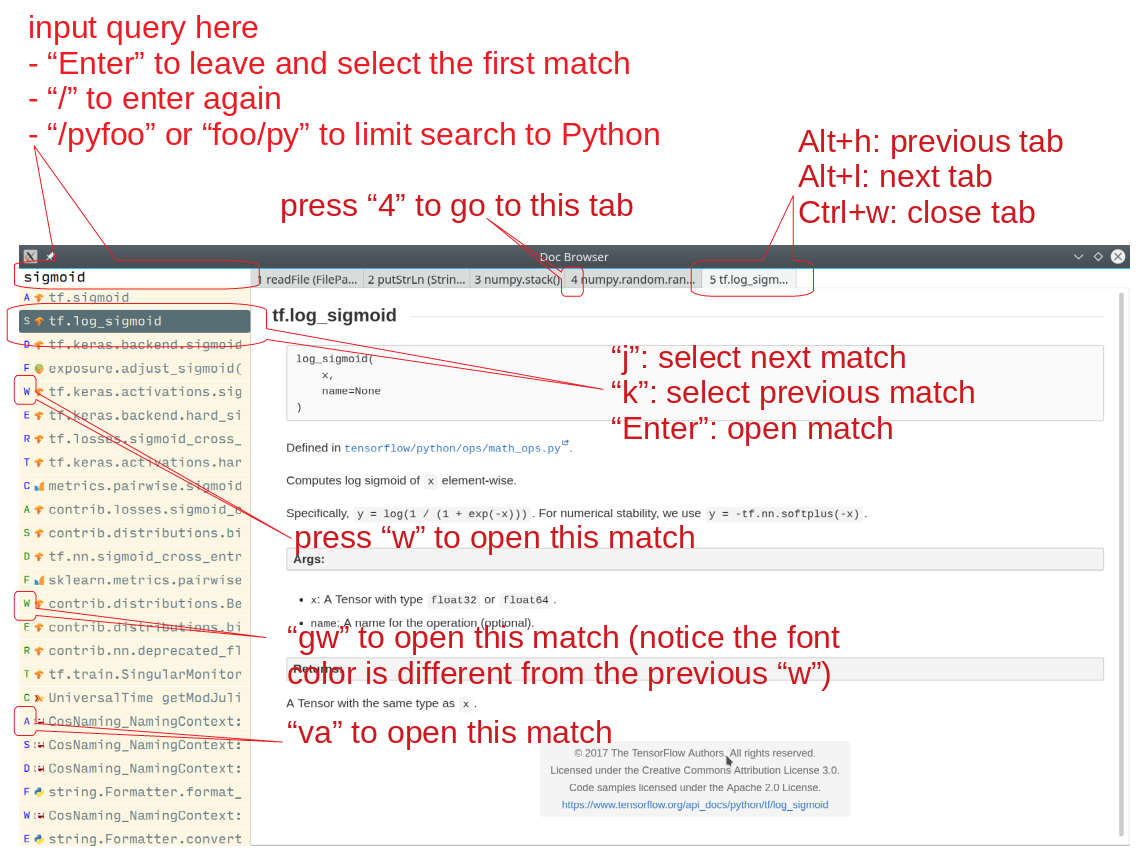 input query here
- “Enter” to leave and select the first match
- “/” to enter again
- “/pyfoo” or “foo/py” to limit search to Python
Alt+h: previous tab
Alt+l: next tab
Ctrl+w: close tab
press “4” to go to this tab
Doc Browser
sigmoid
1 readFile (FilePa... 2 putStrLn (Strin... 3 numpy.stack() 4 numpy.random.ran... 5 tf.log_sigm...
A tf.sigmoid
S tf.log_sigmoid
D tf.keras.backend.sigmoid
F exposure.adjust_sigmoid(
W tf.keras.activations.sig
E tf.keras.backend.hard_si
R tf.losses.sigmoid_cross_
T tf.keras.activations.har
C metrics.pairwise.sigmoid
A contrib.losses.sigmoid_c
S contrib.distributions.bi
D tf.nn.sigmoid_cross_entr
F sklearn.metrics.pairwise
W contrib.distributions.Be
E contrib.distributions.bi
R contrib.nn.deprecated_fl
T tf.train.SingularMonitor
C UniversalTime getModJuli
A CosNaming_NamingContext:
S CosNaming_NamingContext:
D CosNaming_NamingContext:
F string.Formatter.format_
W CosNaming_NamingContext:
E string.Formatter.convert
tf.log_sigmoid
log_sigmoid(
x,
name=None
)
“j”: select next match
“k”: select previous match
“Enter”: open match
Defined in tensorflow/python/ops/math_ops.py.
Computes log sigmoid of x element-wise.
Specifically, y = log(1 / (1 + exp(-x))). For numerical stability, we use y = -tf.nn.softplus(-x).
press “w” to open this match
Args:
• x: A Tensor with type float32 or float64.
• name: A name for the operation (optional).
“gw” to open this match (notice the font
color is different from the previous “w”)
Returns:
A Tensor with the same type as x.
“va” to open this match
© 2017 The TensorFlow Authors. All rights reserved.
Licensed under the Creative Commons Attribution License 3.0.
Code samples licensed under the Apache 2.0 License.
https://www.tensorflow.org/api_docs/python/tf/log_sigmoid